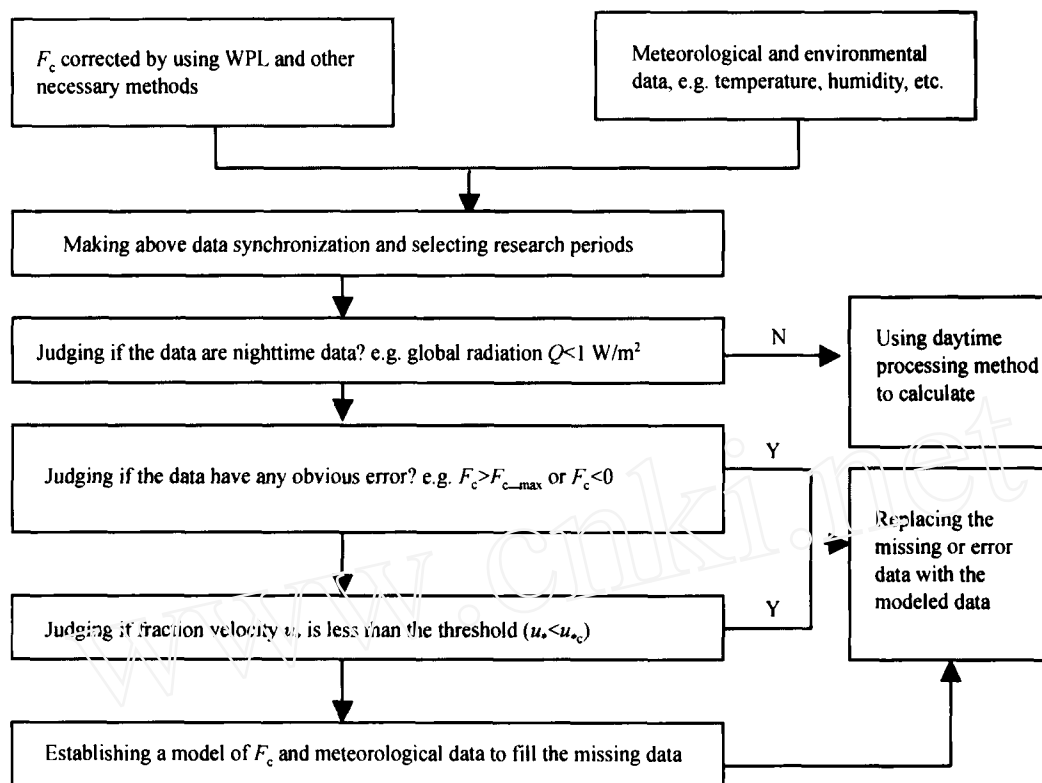 F_c corrected by using WPL and other
necessary methods
Meteorological and environmental
data, e.g. temperature, humidity, etc.
Making above data synchronization and selecting research periods
Judging if the data are nighttime data? e.g. global radiation Q<1 W/m²
N
Using daytime
processing method
to calculate
Judging if the data have any obvious error? e.g. F_c>F_c_max or F_c<0
Y
Replacing the
missing or error
data with the
modeled data
Judging if fraction velocity u* is less than the threshold (u*<u*c)
Y
Establishing a model of F_c and meteorological data to fill the missing data
www.cnki.net